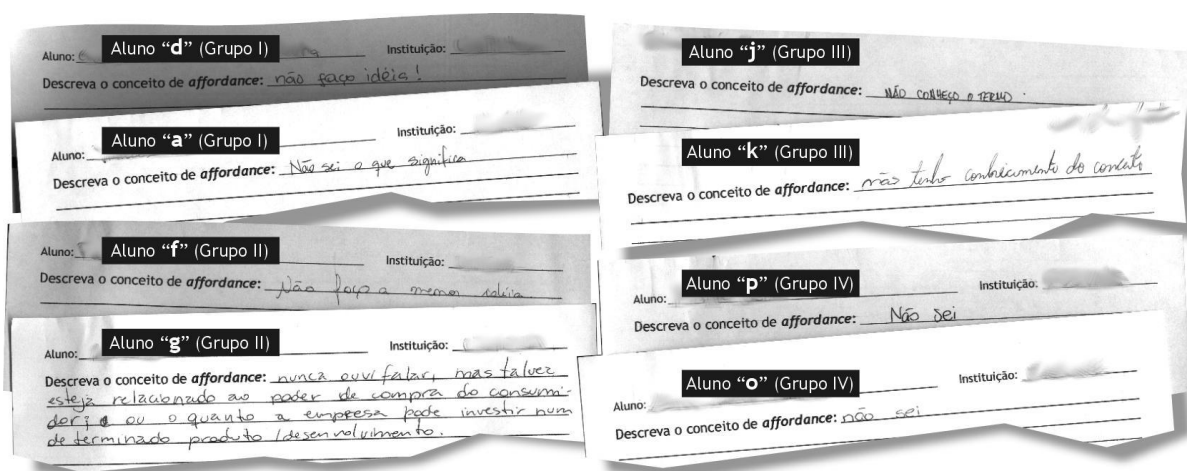 Aluno: Aluno “d” (Grupo I) Instituição:
Descreva o conceito de affordance: não faço idéia!
Aluno “a” (Grupo I) Instituição:
Aluno:
Descreva o conceito de affordance: Não sei o que significa
Aluno: Aluno “f” (Grupo II) Instituição:
Descreva o conceito de affordance: Não faço a menor idéia.
Aluno: Aluno “g” (Grupo II) Instituição:
Descreva o conceito de affordance: nunca ouvi falar, mas talvez
esteja relacionado ao poder de compra do consumi-
dor; ou o quanto a empresa pode investir num
determinado produto/desenvolvimento.
Aluno “j” (Grupo III)
Descreva o conceito de affordance: NÃO CONHEÇO O TERMO.
Aluno “k” (Grupo III)
Descreva o conceito de affordance: não tenho conhecimento do conceito
Aluno: Aluno “p” (Grupo IV) Instituição:
Descreva o conceito de affordance: Não sei
Aluno: Aluno “o” (Grupo IV) Instituição:
Descreva o conceito de affordance: não sei